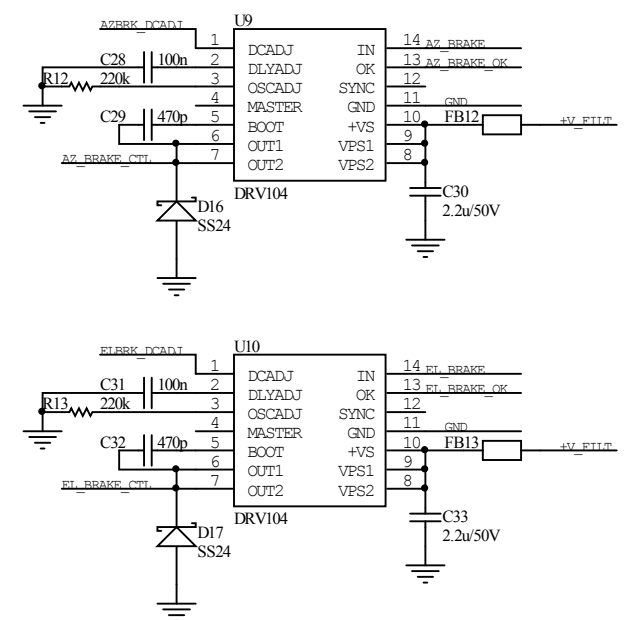 AZBRK_DCADJ
U9
1 DCADJ IN 14 AZ_BRAKE
C28 100n 2 DLYADJ OK 13 AZ_BRAKE_OK
R12 220k 3 OSCADJ SYNC 12
4 MASTER GND 11 GND
C29 470p 5 BOOT +VS 10 FB12 +V_FILT
6 OUT1 VPS1 9
AZ_BRAKE_CTL 7 OUT2 VPS2 8
DRV104
C30
2.2u/50V
D16
SS24
ELBRK_DCADJ
U10
1 DCADJ IN 14 EL_BRAKE
C31 100n 2 DLYADJ OK 13 EL_BRAKE_OK
R13 220k 3 OSCADJ SYNC 12
4 MASTER GND 11 GND
C32 470p 5 BOOT +VS 10 FB13 +V_FILT
6 OUT1 VPS1 9
EL_BRAKE_CTL 7 OUT2 VPS2 8
DRV104
C33
2.2u/50V
D17
SS24